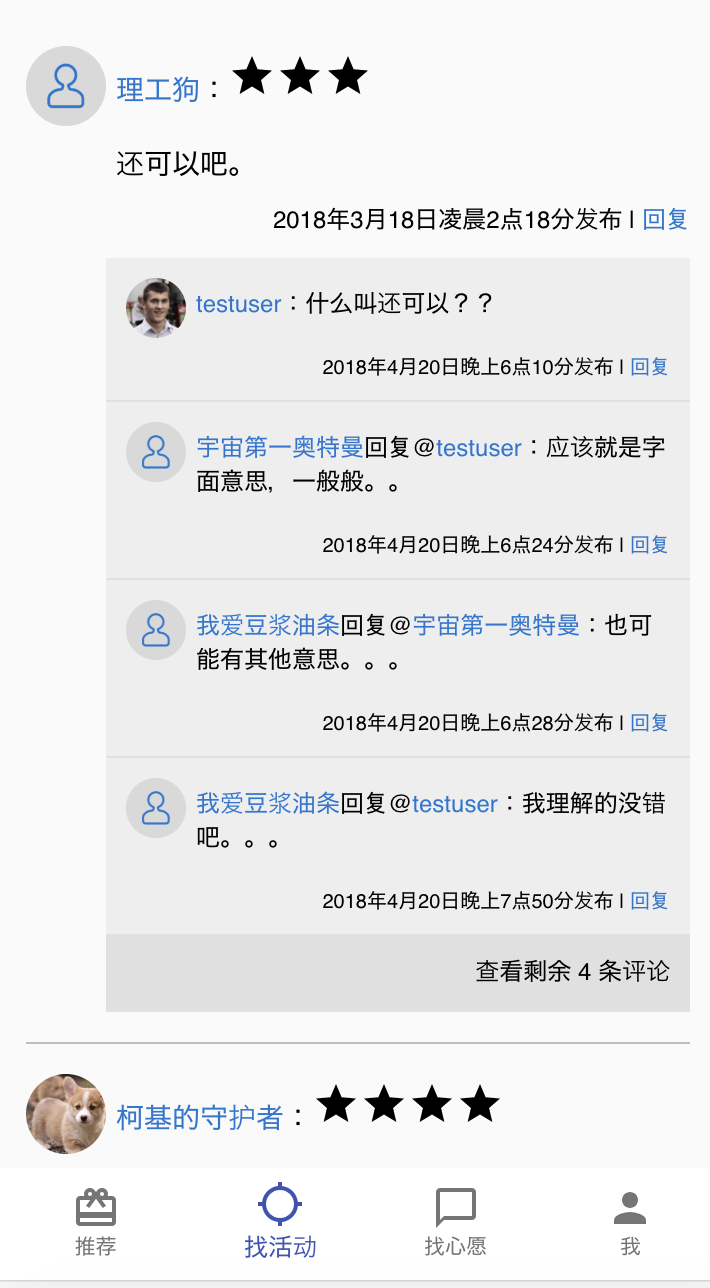 理工狗：★★★
还可以吧。
2018年3月18日凌晨2点18分发布 | 回复
testuser：什么叫还可以？？
2018年4月20日晚上6点10分发布 | 回复
宇宙第一奥特曼回复@testuser：应该就是字
面意思，一般般。。
2018年4月20日晚上6点24分发布 | 回复
我爱豆浆油条回复@宇宙第一奥特曼：也可
能有其他意思。。。
2018年4月20日晚上6点28分发布 | 回复
我爱豆浆油条回复@testuser：我理解的没错
吧。。。
2018年4月20日晚上7点50分发布 | 回复
查看剩余 4 条评论
柯基的守护者：★★★★
推荐
找活动
找心愿
我